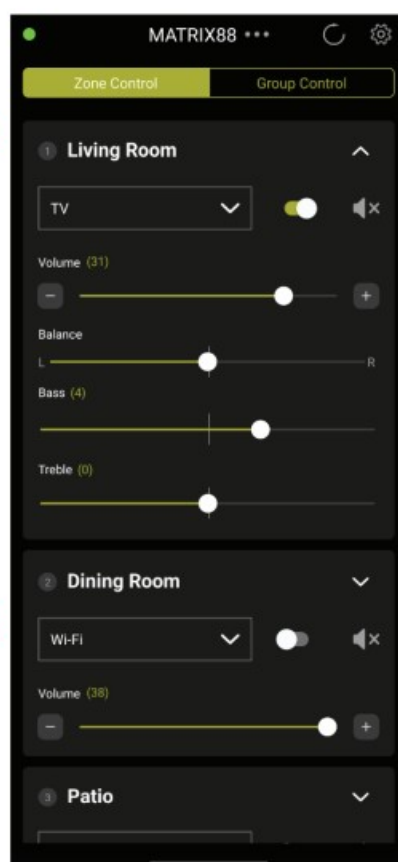 MATRIX88 •••
Zone Control Group Control
1 Living Room
TV
Volume (31)
Balance
L R
Bass (4)
Treble (0)
2 Dining Room
Wi-Fi
Volume (38)
3 Patio